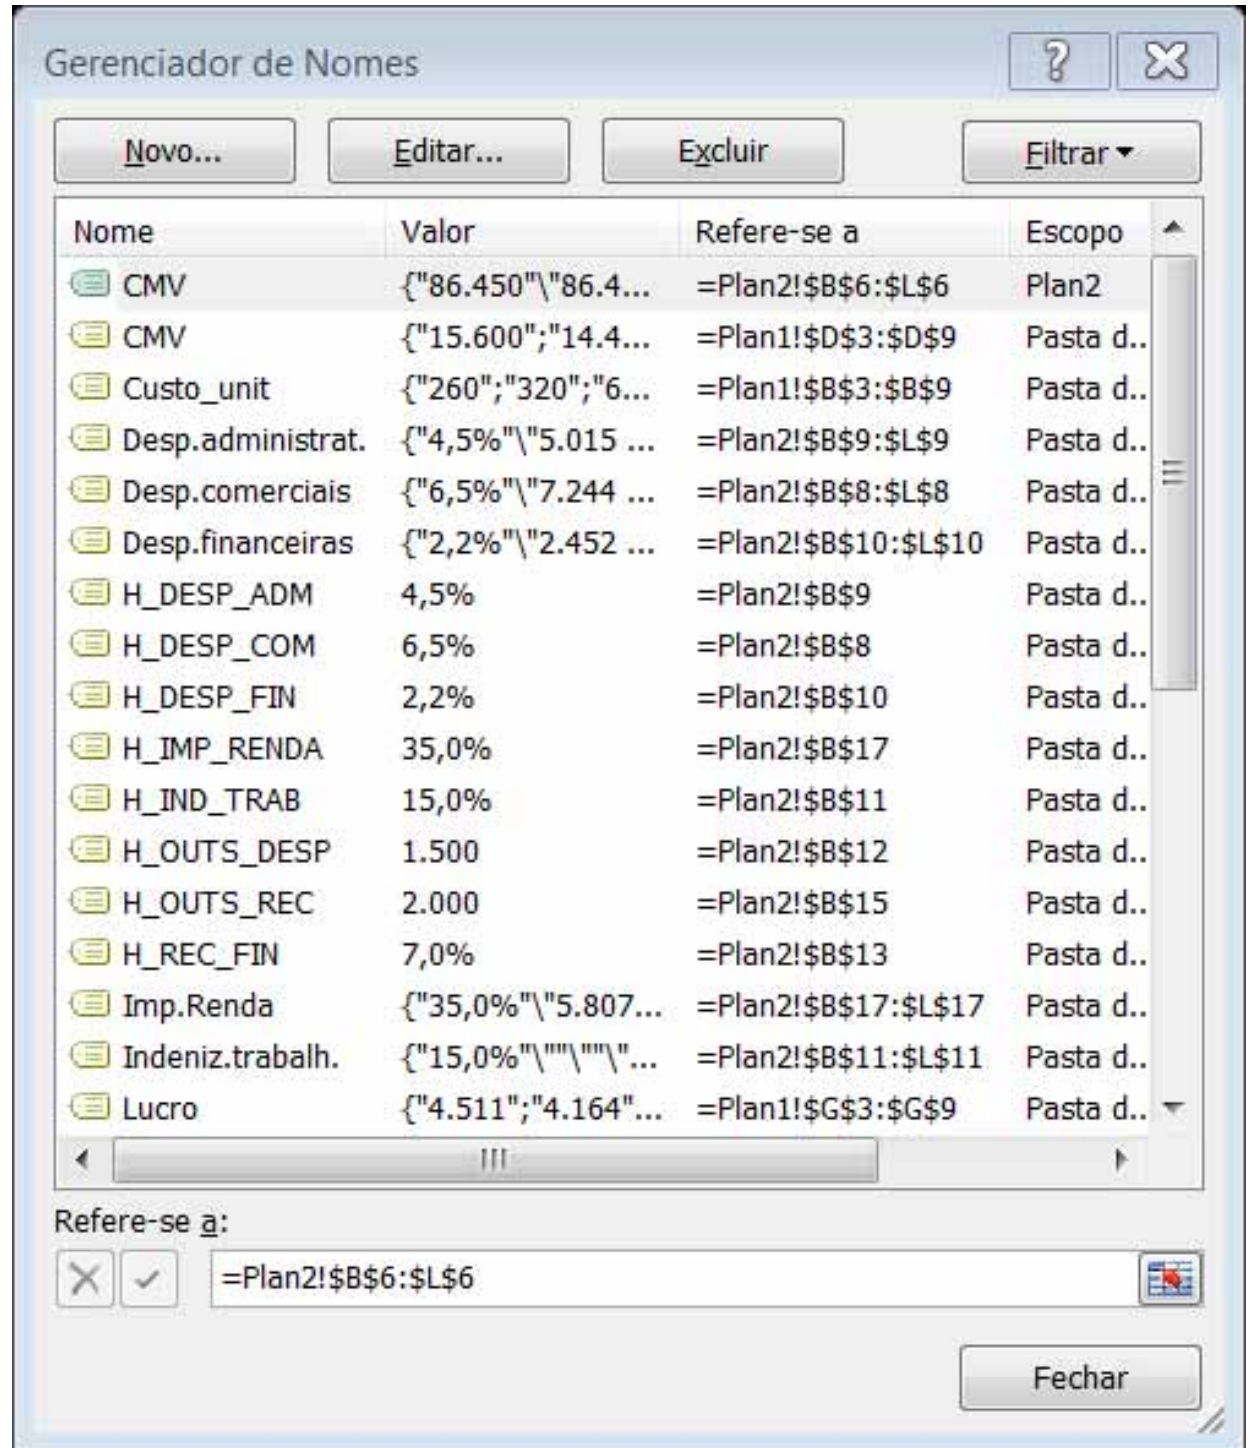 Gerenciador de Nomes
Novo... Editar... Excluir Filtrar
Nome Valor Refere-se a Escopo
CMV {"86.450"\"86.4... =Plan2!$B$6:$L$6 Plan2
CMV {"15.600";"14.4... =Plan1!$D$3:$D$9 Pasta d..
Custo_unit {"260";"320";"6... =Plan1!$B$3:$B$9 Pasta d..
Desp.administrat. {"4,5%"\"5.015 ... =Plan2!$B$9:$L$9 Pasta d..
Desp.comerciais {"6,5%"\"7.244 ... =Plan2!$B$8:$L$8 Pasta d..
Desp.financeiras {"2,2%"\"2.452 ... =Plan2!$B$10:$L$10 Pasta d..
H_DESP_ADM 4,5% =Plan2!$B$9 Pasta d..
H_DESP_COM 6,5% =Plan2!$B$8 Pasta d..
H_DESP_FIN 2,2% =Plan2!$B$10 Pasta d..
H_IMP_RENDA 35,0% =Plan2!$B$17 Pasta d..
H_IND_TRAB 15,0% =Plan2!$B$11 Pasta d..
H_OUTS_DESP 1.500 =Plan2!$B$12 Pasta d..
H_OUTS_REC 2.000 =Plan2!$B$15 Pasta d..
H_REC_FIN 7,0% =Plan2!$B$13 Pasta d..
Imp.Renda {"35,0%"\"5.807... =Plan2!$B$17:$L$17 Pasta d..
Indeniz.trabalh. {"15,0%"\""\""\"... =Plan2!$B$11:$L$11 Pasta d..
Lucro {"4.511";"4.164"... =Plan1!$G$3:$G$9 Pasta d..
Refere-se a:
=Plan2!$B$6:$L$6
Fechar